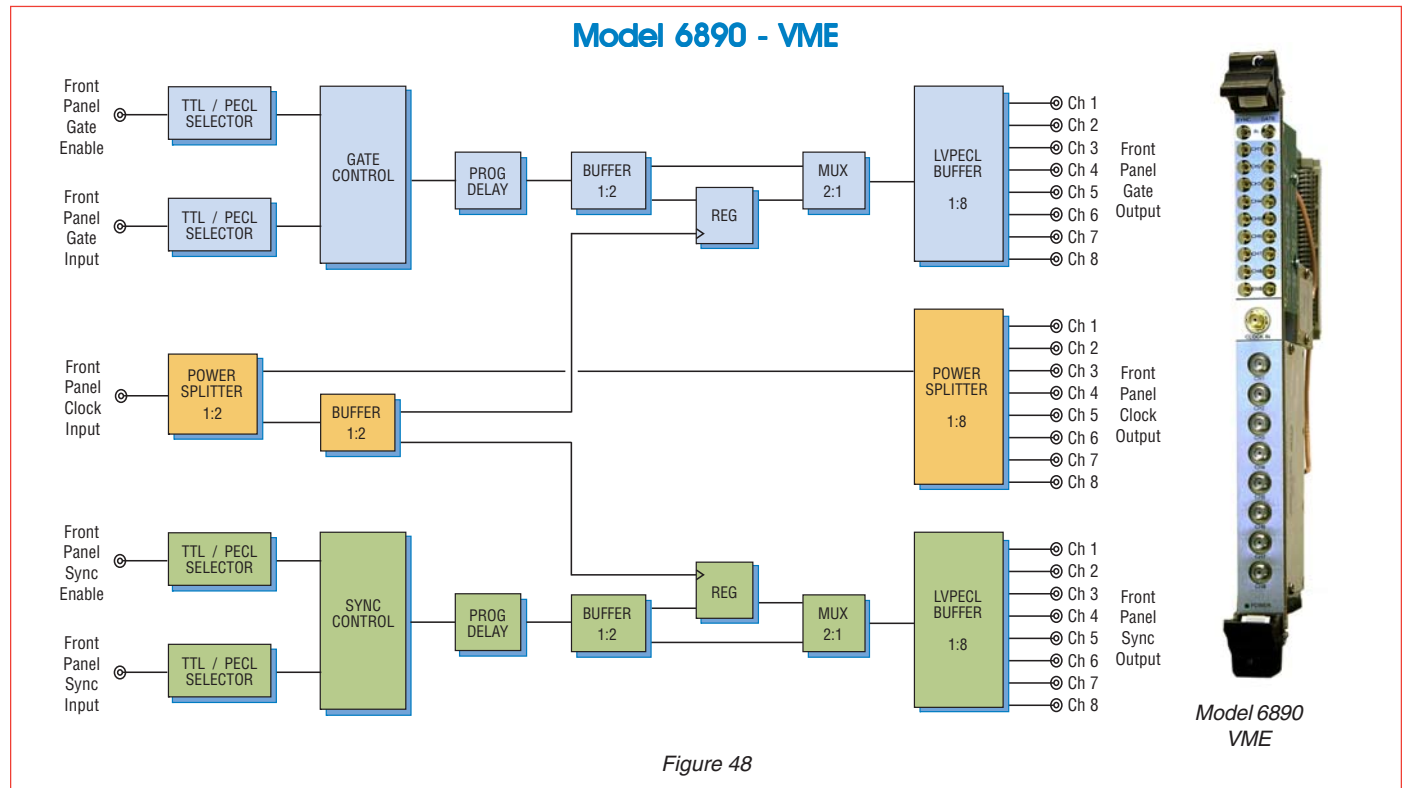 Model 6890 - VME
Front
Panel
Gate
Enable
TTL / PECL
SELECTOR
Front
Panel
Gate
Input
TTL / PECL
SELECTOR
GATE
CONTROL
PROG
DELAY
BUFFER
1:2
REG
MUX
2:1
LVPECL
BUFFER
1:8
Ch 1
Ch 2
Ch 3
Ch 4
Ch 5
Ch 6
Ch 7
Ch 8
Front
Panel
Gate
Output
Front
Panel
Clock
Input
POWER
SPLITTER
1:2
BUFFER
1:2
POWER
SPLITTER
1:8
Ch 1
Ch 2
Ch 3
Ch 4
Ch 5
Ch 6
Ch 7
Ch 8
Front
Panel
Clock
Output
Front
Panel
Sync
Enable
TTL / PECL
SELECTOR
Front
Panel
Sync
Input
TTL / PECL
SELECTOR
SYNC
CONTROL
PROG
DELAY
BUFFER
1:2
REG
MUX
2:1
LVPECL
BUFFER
1:8
Ch 1
Ch 2
Ch 3
Ch 4
Ch 5
Ch 6
Ch 7
Ch 8
Front
Panel
Sync
Output
SYNC GATE
IN
CLOCK IN
POWER
Model 6890
VME
Figure 48